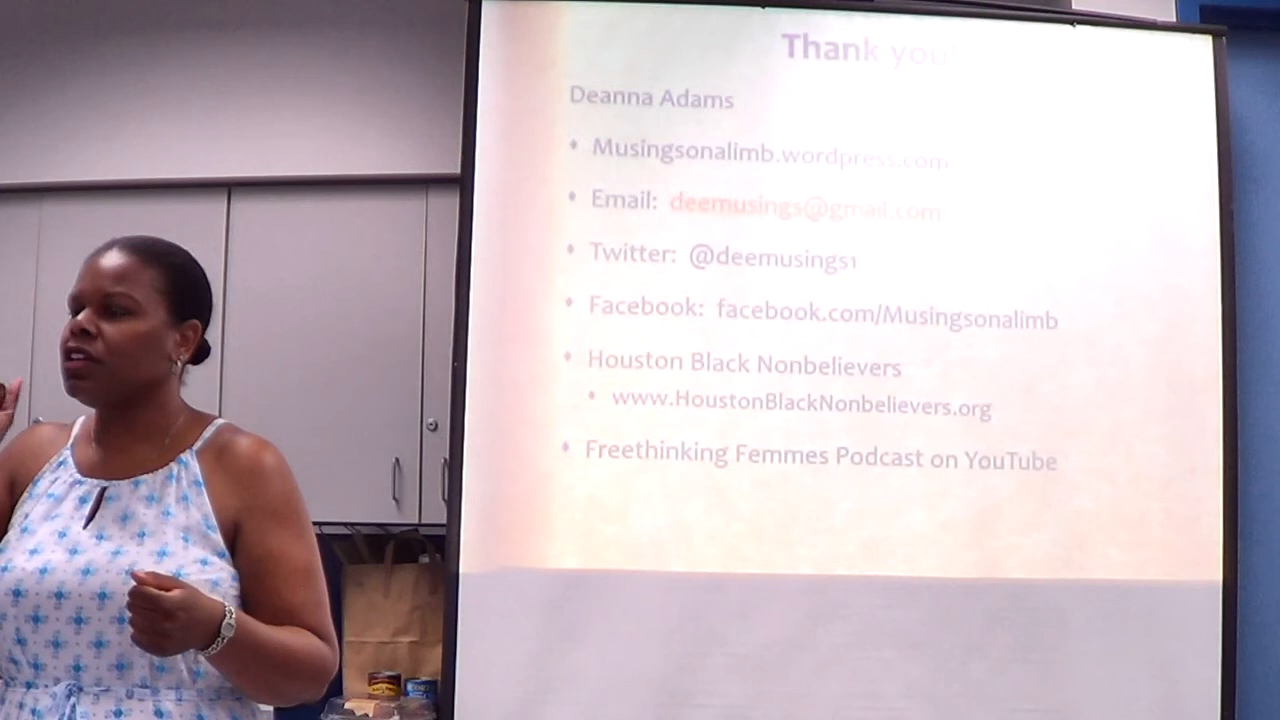 Thank you!
Deanna Adams
• Musingsonalimb.wordpress.com
• Email: deemusings@gmail.com
• Twitter: @deemusings1
• Facebook: facebook.com/Musingsonalimb
• Houston Black Nonbelievers
• www.HoustonBlackNonbelievers.org
• Freethinking Femmes Podcast on YouTube